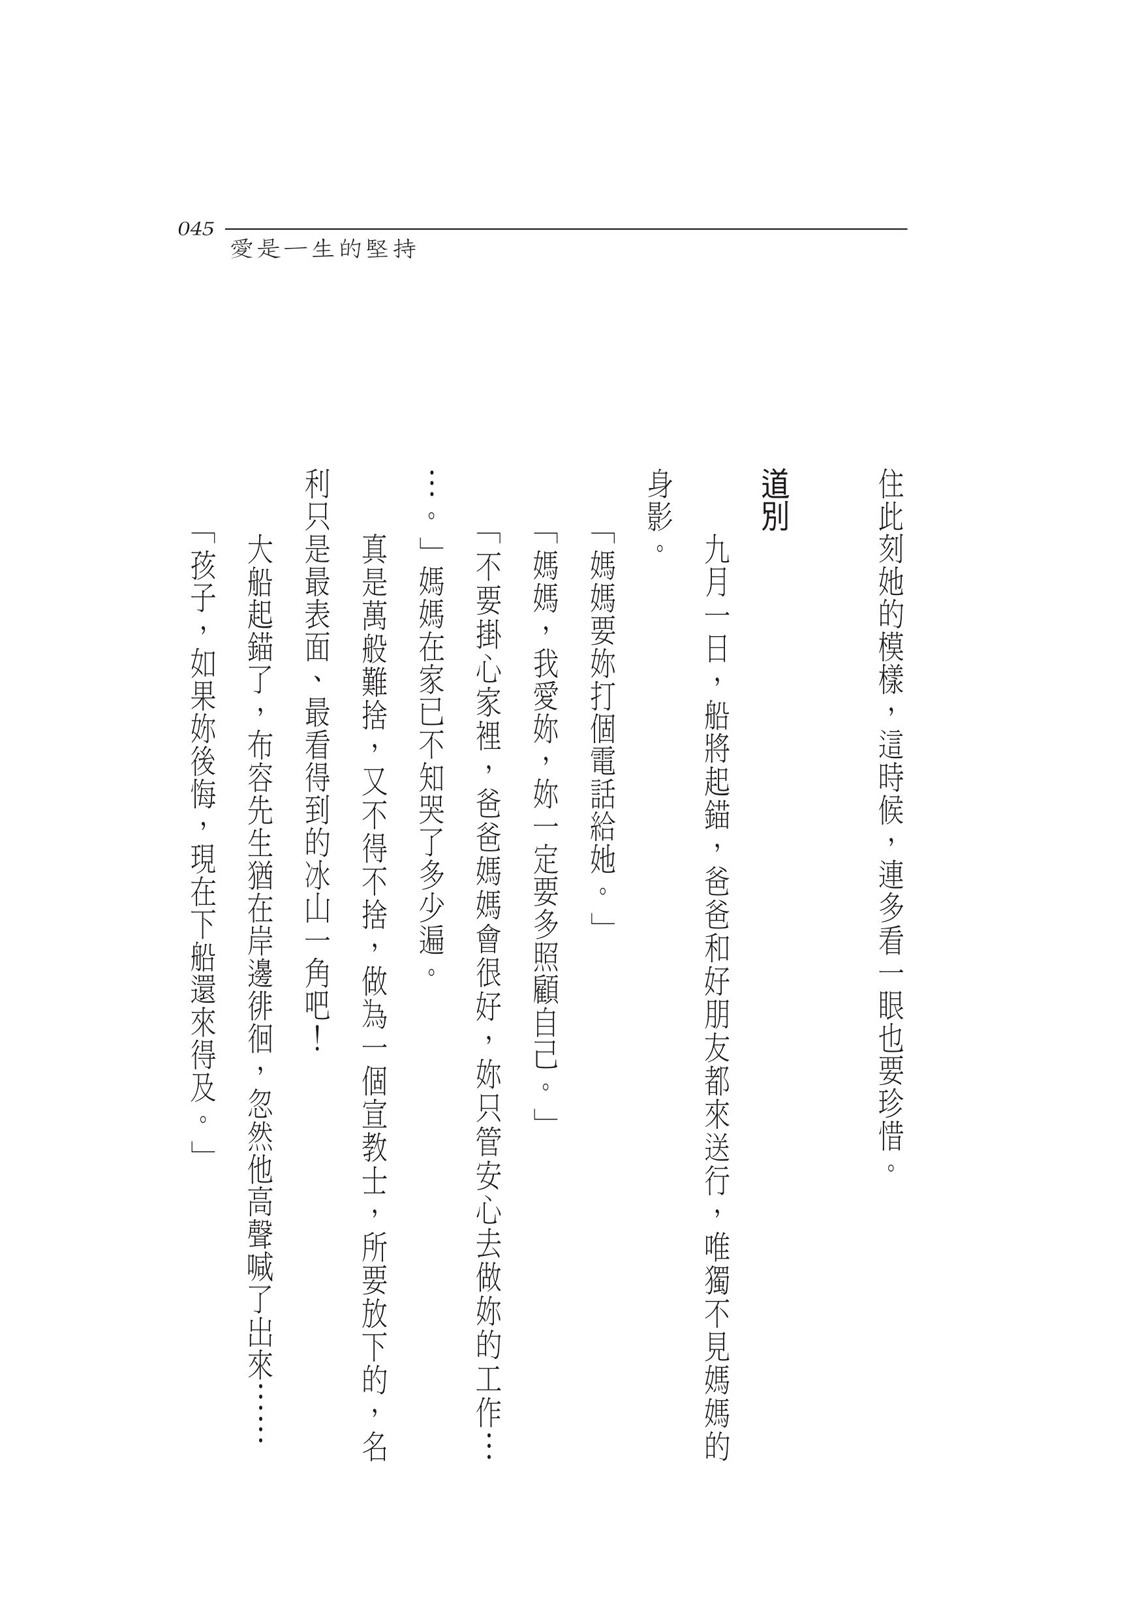 045
愛是一生的堅持
住此刻她的模樣，這時候，連多看一眼也要珍惜。
道別
九月一日，船將起錨，爸爸和好朋友都來送行，唯獨不見媽媽的
身影。
「媽媽要妳打個電話給她。」
「媽媽，我愛妳，妳一定要多照顧自己。」
「不要掛心家裡，爸爸媽媽會很好，妳只管安心去做妳的工作…
…。」媽媽在家已不知哭了多少遍。
真是萬般難捨，又不得不捨，做為一個宣教士，所要放下的，名
利只是最表面、最看得到的冰山一角吧！
大船起錨了，布容先生猶在岸邊徘徊，忽然他高聲喊了出來……
「孩子，如果妳後悔，現在下船還來得及。」